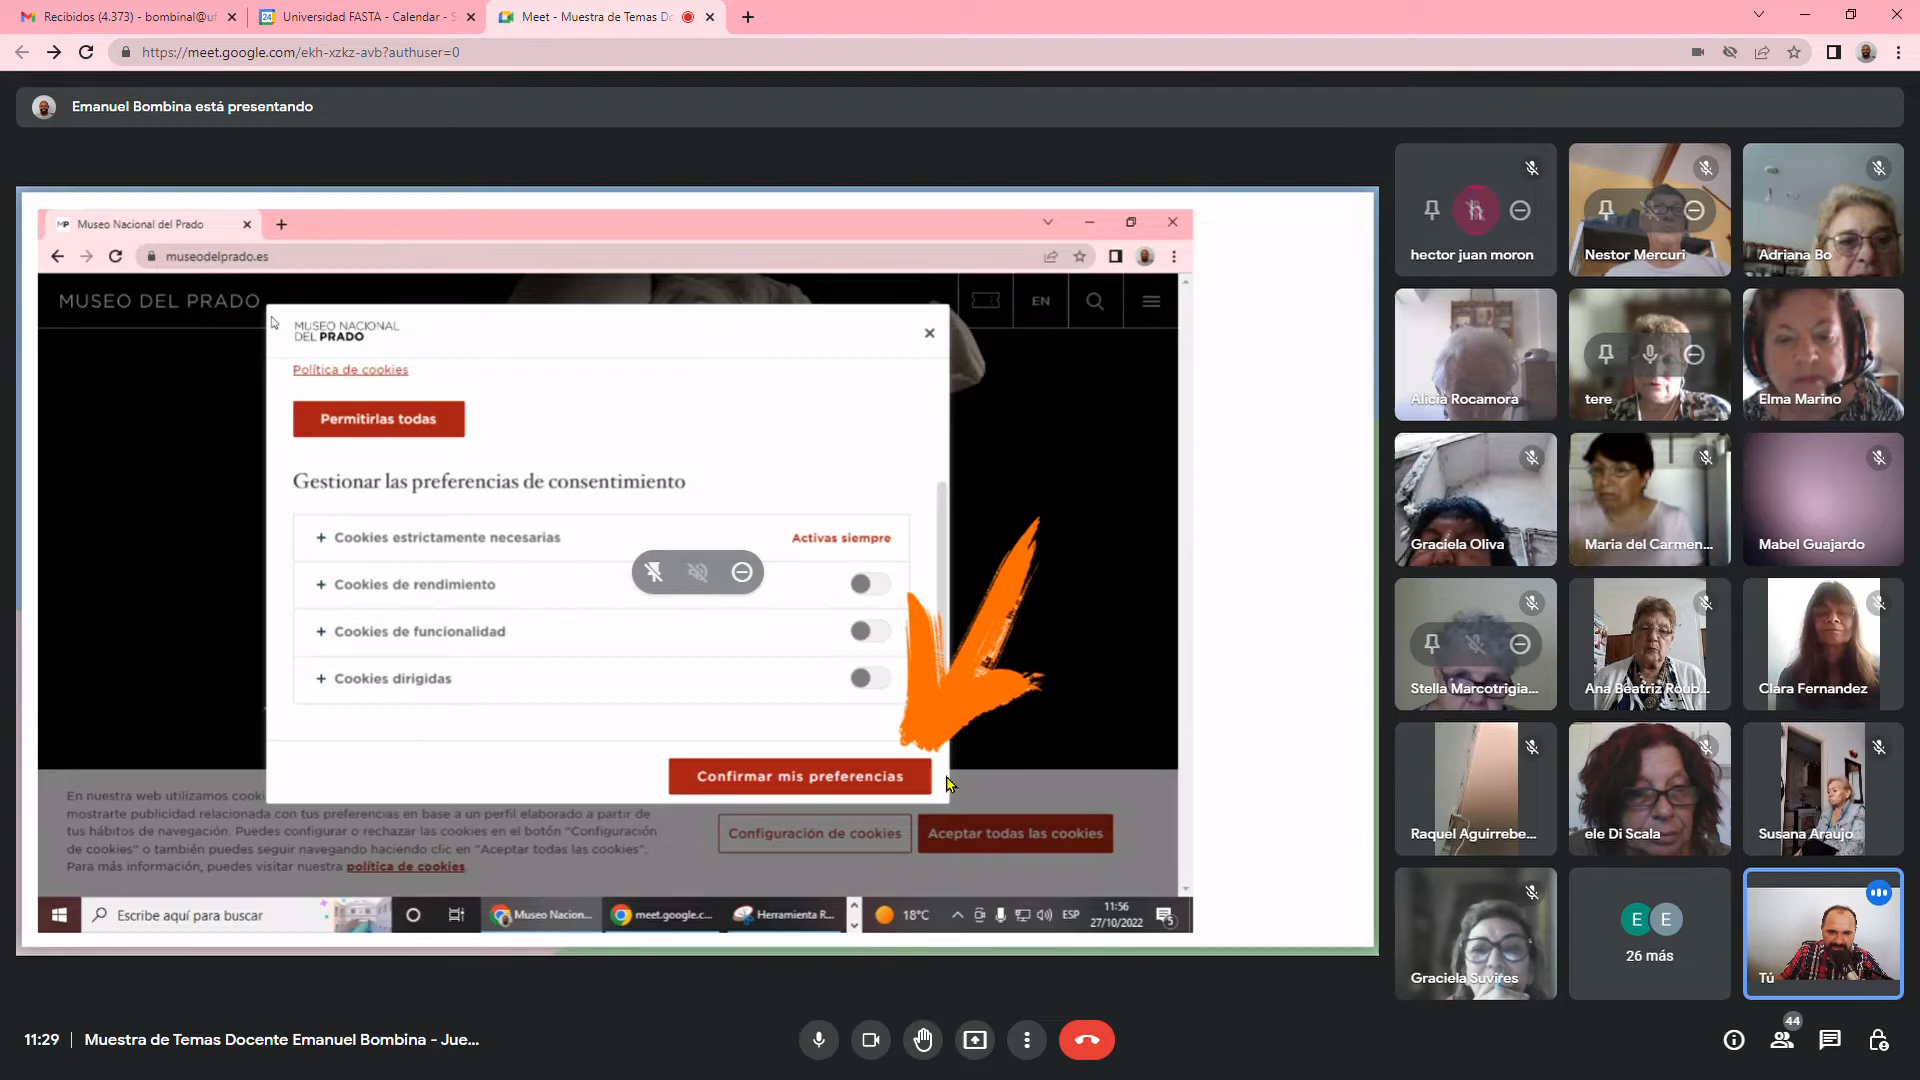 Recibidos (4.373) - bombinal@uf
Universidad FASTA - Calendar - S
Meet - Muestra de Temas Do
https://meet.google.com/ekh-xzkz-avb?authuser=0
Emanuel Bombina está presentando
Museo Nacional del Prado
museodelprado.es
MUSEO DEL PRADO
EN
MUSEO NACIONAL
DEL PRADO
Política de cookies
Permitirlas todas
Gestionar las preferencias de consentimiento
+ Cookies estrictamente necesarias
Activas siempre
+ Cookies de rendimiento
+ Cookies de funcionalidad
+ Cookies dirigidas
Confirmar mis preferencias
En nuestra web utilizamos cooki
mostrarte publicidad relacionada con tus preferencias en base a un perfil elaborado a partir de
tus hábitos de navegación. Puedes configurar o rechazar las cookies en el botón "Configuración
de cookies" o también puedes seguir navegando haciendo clic en "Aceptar todas las cookies".
Para más información, puedes visitar nuestra política de cookies.
Configuración de cookies
Aceptar todas las cookies
Escribe aquí para buscar
Museo Nacion...
meet.google.c...
Herramienta R...
18°C
ESP
11:56
27/10/2022
5
hector juan moron
Nestor Mercuri
Adriana Bo
Alicia Rocamora
tere
Elma Marino
Graciela Oliva
Maria del Carmen...
Mabel Guajardo
Stella Marcotrigia...
Ana Beatriz Roub...
Clara Fernandez
Raquel Aguirrebe...
ele Di Scala
Susana Araujo
Graciela Suvires
E E
26 más
Tú
11:29 | Muestra de Temas Docente Emanuel Bombina - Jue...
44